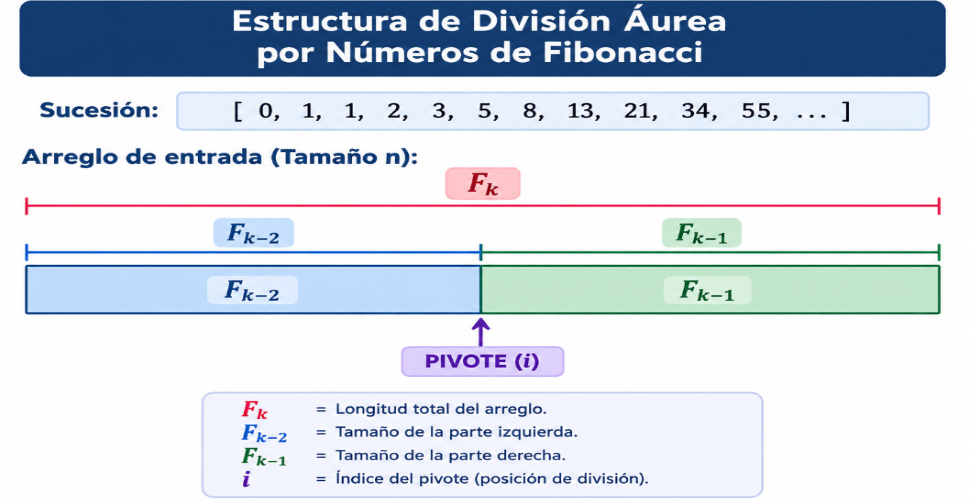 Estructura de División Áurea
por Números de Fibonacci
Sucesión: [ 0, 1, 1, 2, 3, 5, 8, 13, 21, 34, 55, ... ]
Arreglo de entrada (Tamaño n):
Fₖ
Fₖ₋₂ Fₖ₋₁
Fₖ₋₂ Fₖ₋₁
PIVOTE (i)
Fₖ = Longitud total del arreglo.
Fₖ₋₂ = Tamaño de la parte izquierda.
Fₖ₋₁ = Tamaño de la parte derecha.
i = Índice del pivote (posición de división).